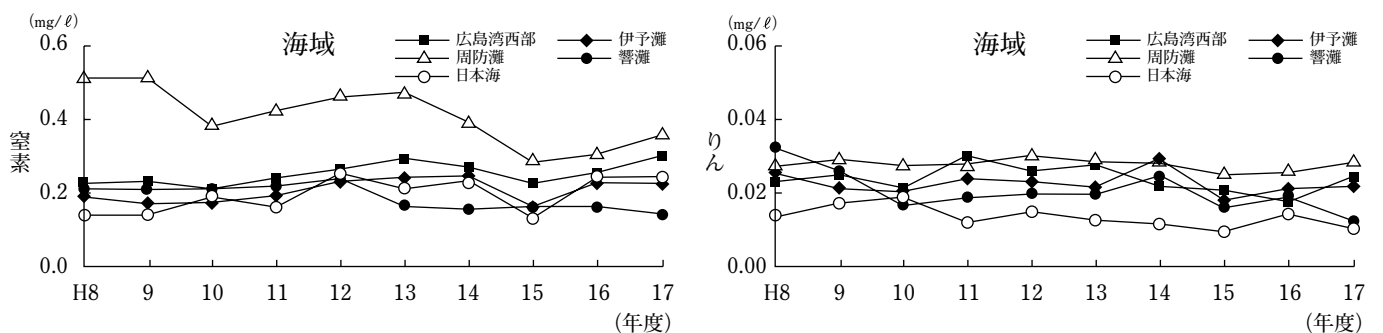 (mg/ℓ)
海域
広島湾西部
伊予灘
周防灘
響灘
日本海
0.6
0.4
0.2
0.0
窒素
H8 9 10 11 12 13 14 15 16 17
(年度)
(mg/ℓ)
海域
広島湾西部
伊予灘
周防灘
響灘
日本海
0.06
0.04
0.02
0.00
りん
H8 9 10 11 12 13 14 15 16 17
(年度)